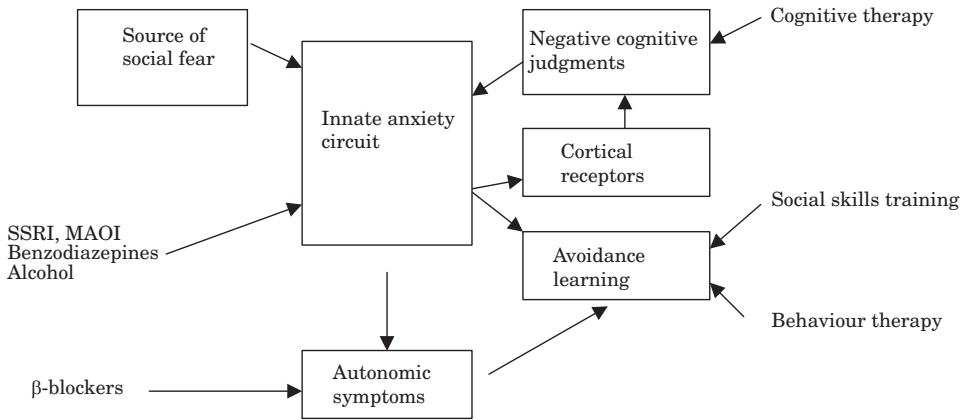 Source of
social fear
Innate anxiety
circuit
Negative cognitive
judgments
Cognitive therapy
Cortical
receptors
Social skills training
SSRI, MAOI
Benzodiazepines
Alcohol
Avoidance
learning
Behaviour therapy
β-blockers
Autonomic
symptoms